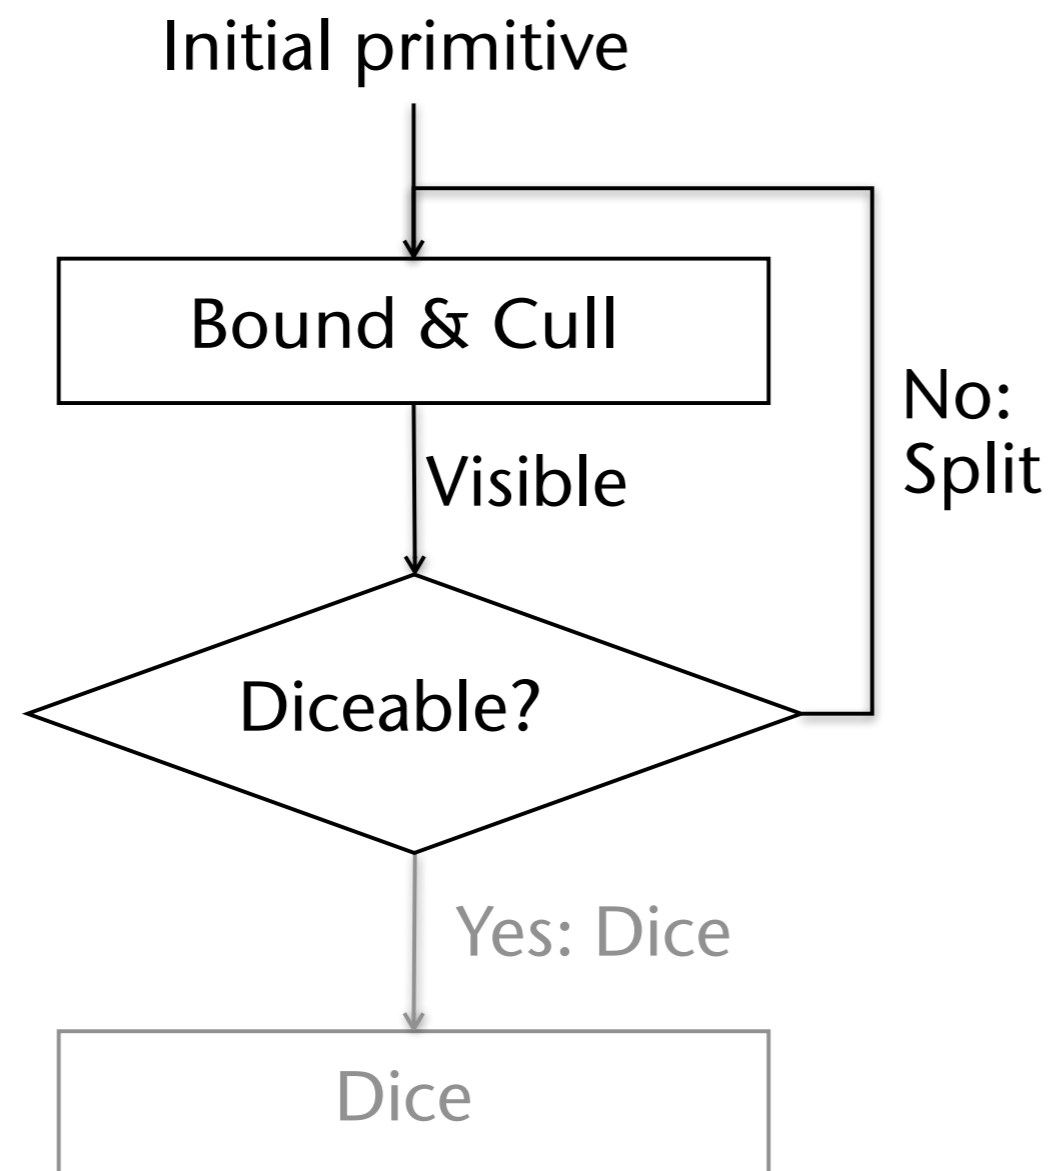 Initial primitive
Bound & Cull
No:
Split
Visible
Diceable?
Yes: Dice
Dice